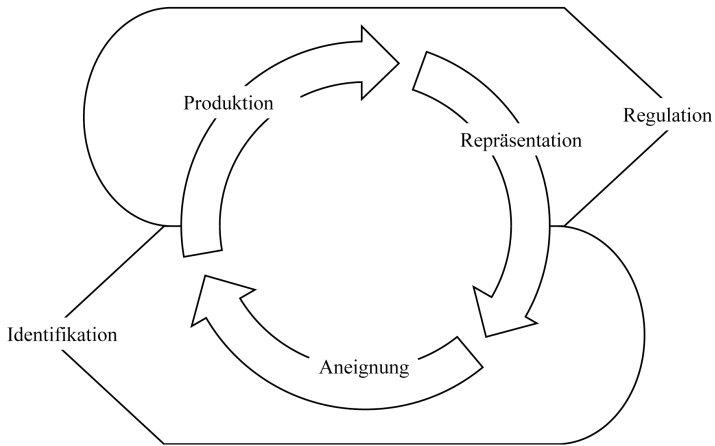 Produktion
Regulation
Repräsentation
Identifikation
Aneignung